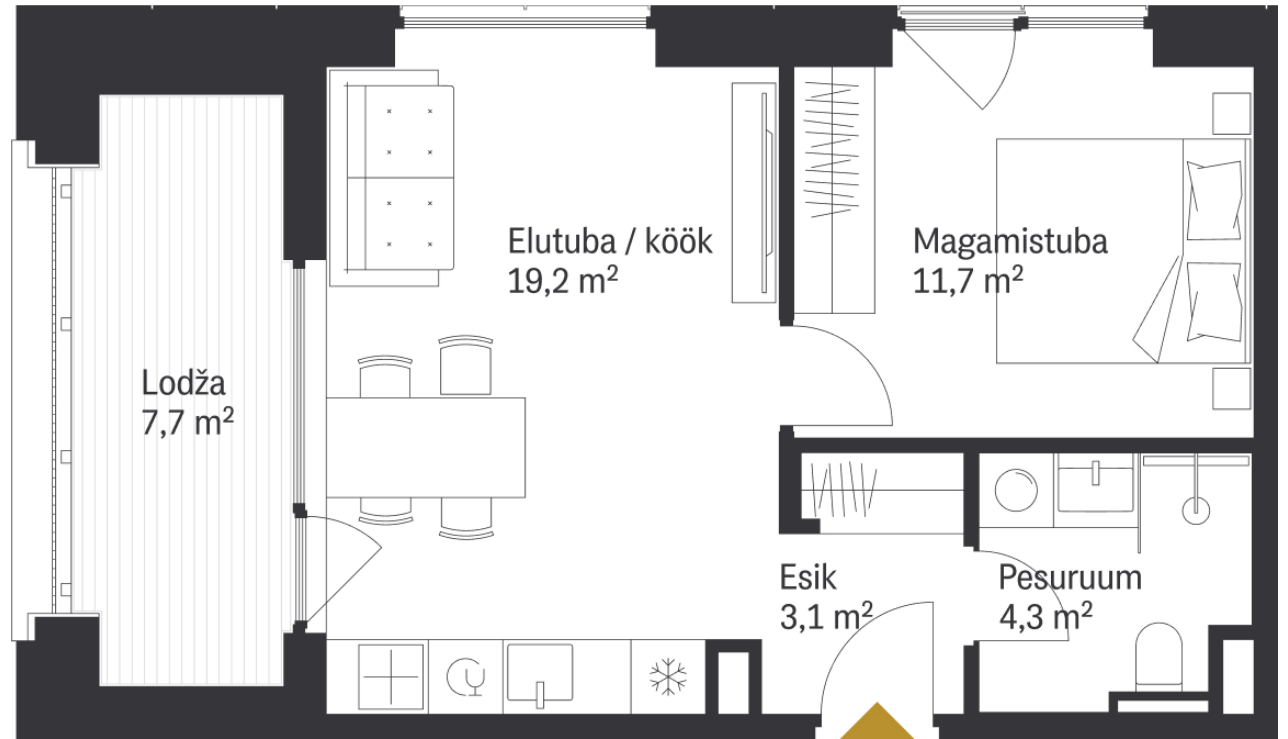 Elutuba / köök
19,2 m²
Magamistuba
11,7 m²
Lodža
7,7 m²
Esik
3,1 m²
Pesuruum
4,3 m²